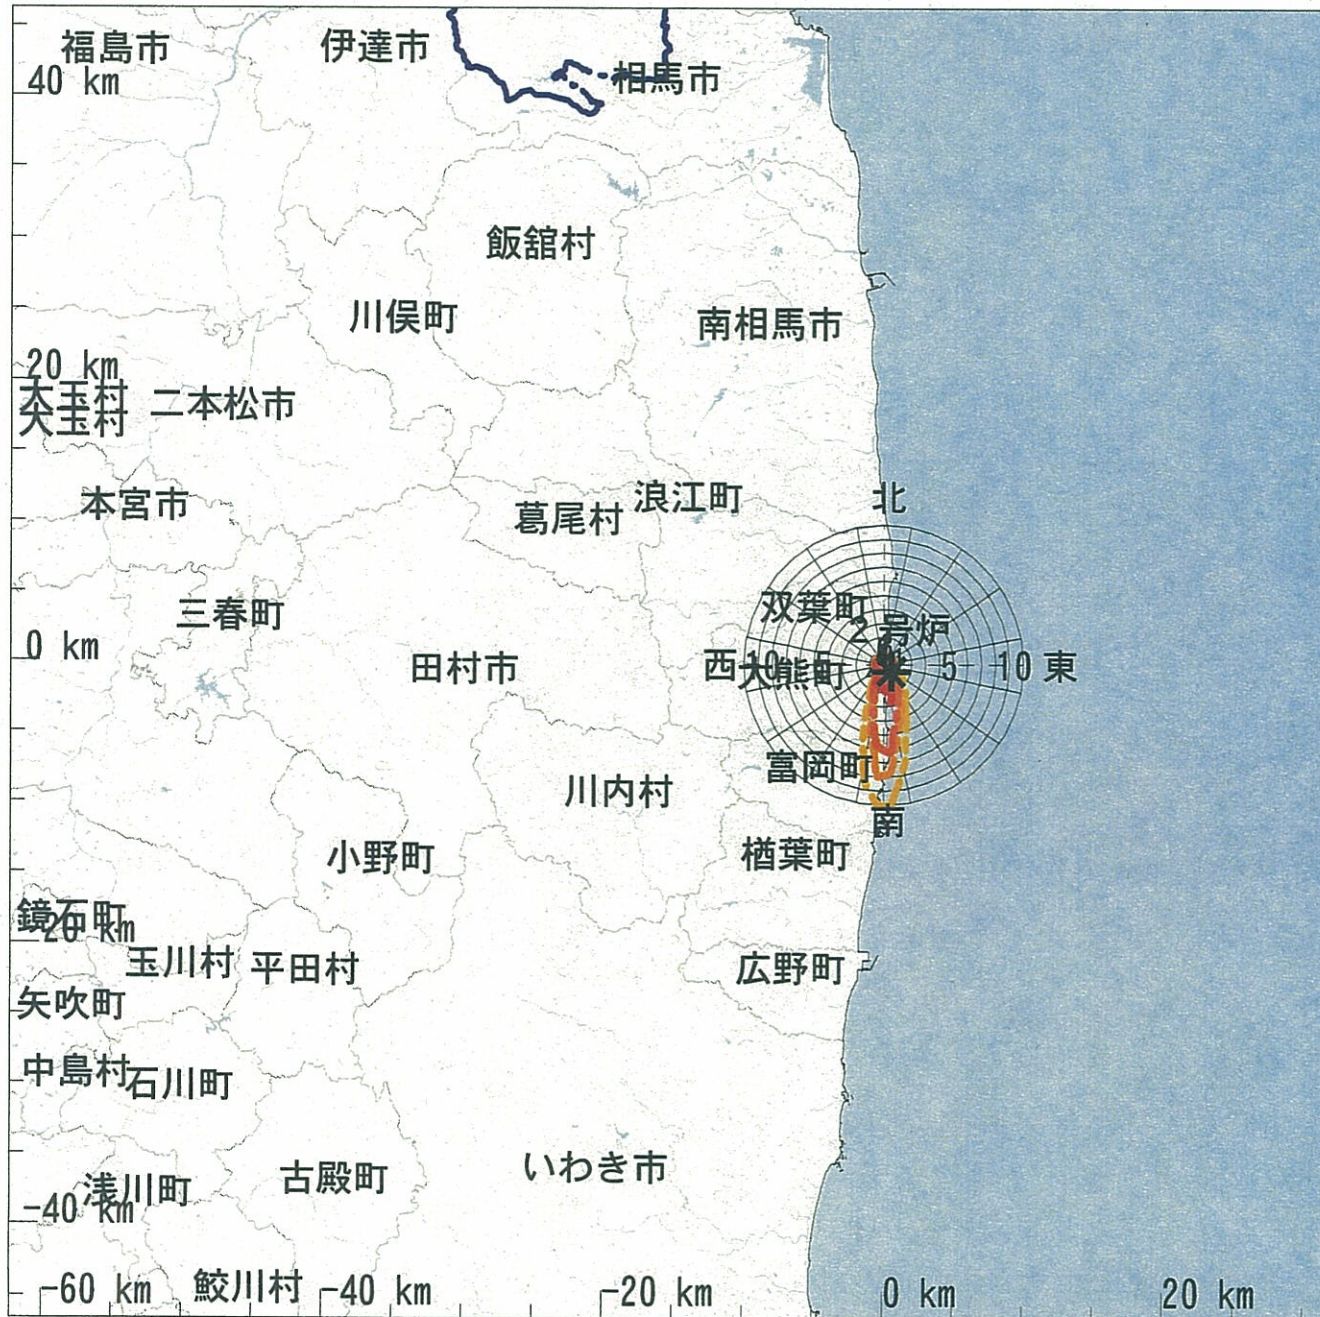 福島市
伊達市
相馬市
40 km
飯舘村
川俣町
南相馬市
20 km
大玉村
二本松市
大玉村
本宮市
葛尾村
浪江町
北
双葉町
三春町
2号炉
0 km
田村市
西
10
5
大熊町
5
10
東
富岡町
川内村
南
小野町
楢葉町
鏡石町
-20 km
玉川村
平田村
広野町
矢吹町
中島村
石川町
いわき市
古殿町
浅川町
-40 km
-60 km
鮫川村
-40 km
-20 km
0 km
20 km